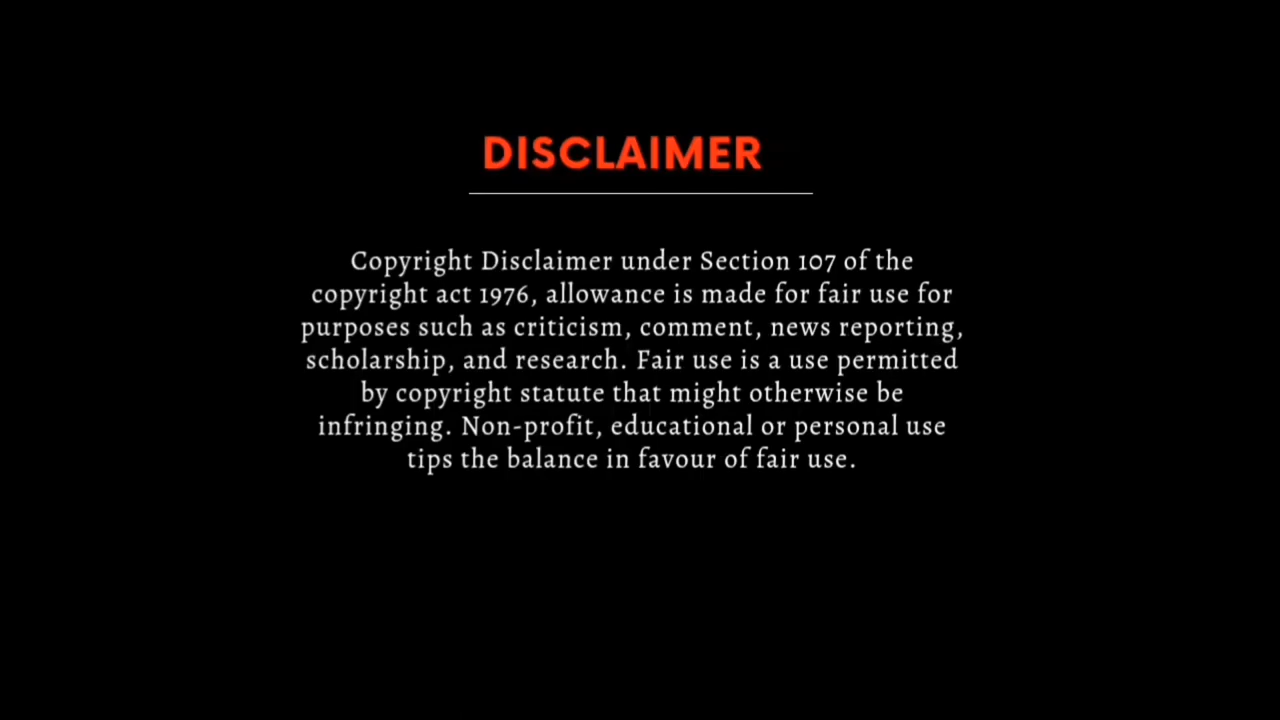 DISCLAIMER
Copyright Disclaimer under Section 107 of the
copyright act 1976, allowance is made for fair use for
purposes such as criticism, comment, news reporting,
scholarship, and research. Fair use is a use permitted
by copyright statute that might otherwise be
infringing. Non-profit, educational or personal use
tips the balance in favour of fair use.